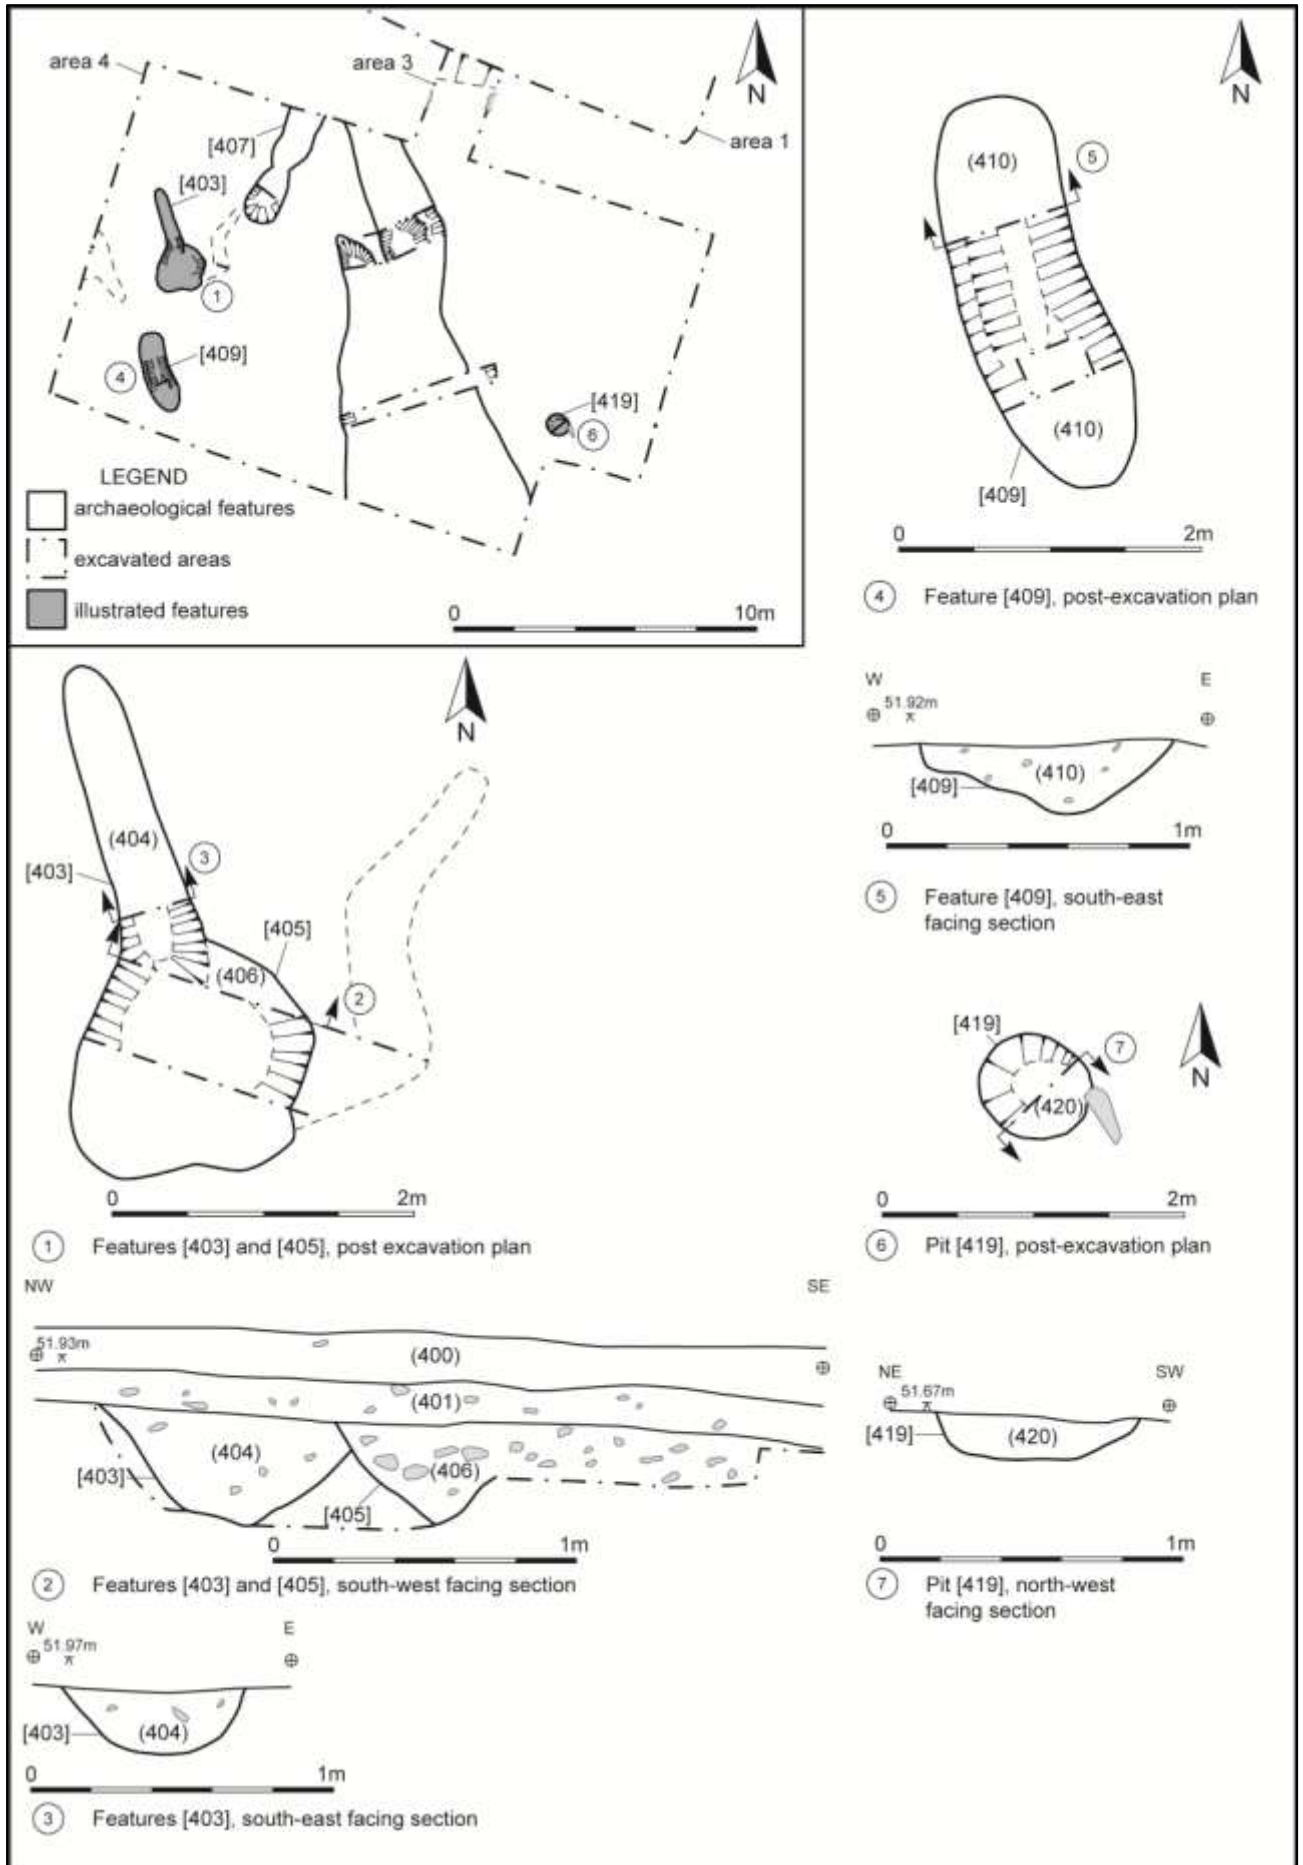 area 4
area 3
N
area 1
[407]
[403]
1
[409]
4
[419]
6
LEGEND
archaeological features
excavated areas
illustrated features
0 10m
N
(410)
5
(410)
[409]
0 2m
4 Feature [409], post-excavation plan
W E
51.92m
(410)
[409]
0 1m
5 Feature [409], south-east
facing section
N
(404)
3
[403]
[405]
(406)
2
0 2m
1 Features [403] and [405], post excavation plan
[419]
7
N
(420)
0 2m
6 Pit [419], post-excavation plan
NW SE
51.93m
(400)
(401)
(404)
(406)
[403]
[405]
0 1m
2 Features [403] and [405], south-west facing section
NE SW
51.67m
[419]
(420)
0 1m
7 Pit [419], north-west
facing section
W E
51.97m
[403]
(404)
0 1m
3 Features [403], south-east facing section